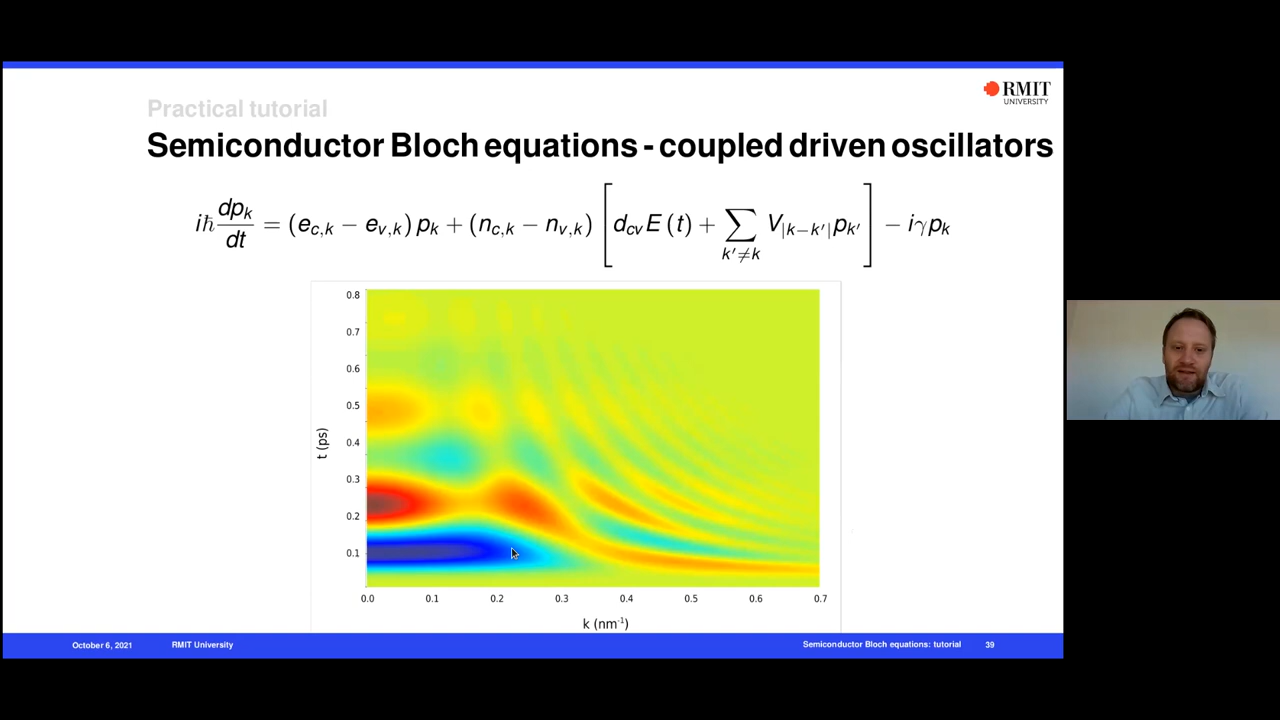 RMIT
UNIVERSITY
Practical tutorial
Semiconductor Bloch equations - coupled driven oscillators
iħ dp_k/dt = (e_{c,k} − e_{v,k}) p_k + (n_{c,k} − n_{v,k}) [d_{cv}E (t) + ∑_{k′≠k} V_{|k−k′|}p_{k′}] − iγp_k
0.8
0.7
0.6
0.5
0.4
0.3
0.2
0.1
t (ps)
0.0 0.1 0.2 0.3 0.4 0.5 0.6 0.7
k (nm⁻¹)
October 6, 2021 RMIT University Semiconductor Bloch equations: tutorial 39